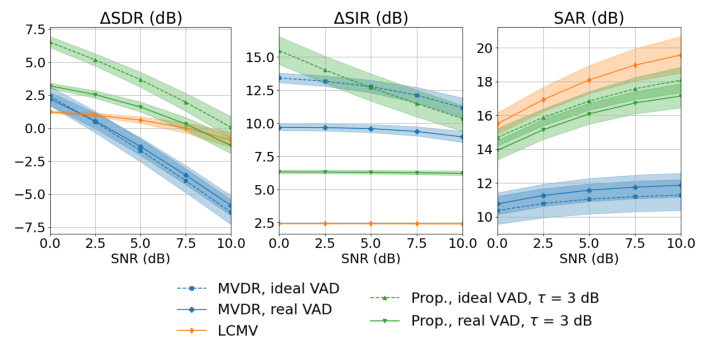 ΔSDR (dB)
7.5
5.0
2.5
0.0
−2.5
−5.0
−7.5
0.0 2.5 5.0 7.5 10.0
SNR (dB)
ΔSIR (dB)
15.0
12.5
10.0
7.5
5.0
2.5
0.0 2.5 5.0 7.5 10.0
SNR (dB)
SAR (dB)
20
18
16
14
12
10
0.0 2.5 5.0 7.5 10.0
SNR (dB)
MVDR, ideal VAD
MVDR, real VAD
LCMV
Prop., ideal VAD, τ = 3 dB
Prop., real VAD, τ = 3 dB